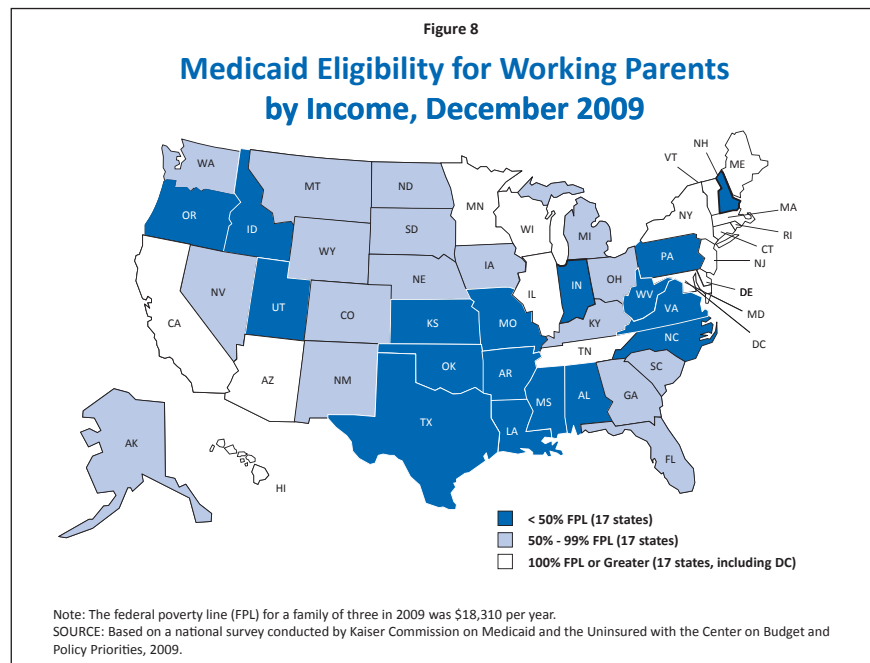 Figure 8
Medicaid Eligibility for Working Parents
by Income, December 2009
NH
VT
ME
WA
MT
ND
MN
MA
OR
ID
WI
NY
SD
MI
RI
WY
CT
PA
IA
NJ
NE
OH
NV
IN
IL
DE
UT
WV
CO
VA
MD
KS
MO
KY
CA
NC
DC
TN
OK
SC
AZ
NM
AR
GA
MS
AL
TX
LA
AK
FL
HI
< 50% FPL (17 states)
50% - 99% FPL (17 states)
100% FPL or Greater (17 states, including DC)
Note: The federal poverty line (FPL) for a family of three in 2009 was $18,310 per year.
SOURCE: Based on a national survey conducted by Kaiser Commission on Medicaid and the Uninsured with the Center on Budget and
Policy Priorities, 2009.